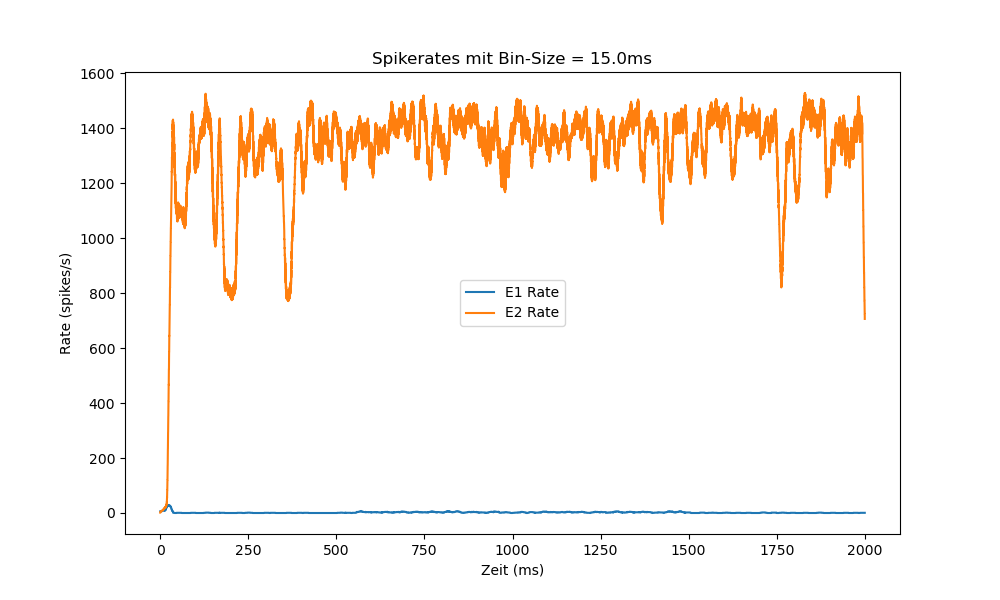 Spikerates mit Bin-Size = 15.0ms
1600
1400
1200
1000
800
600
400
200
0
Rate (spikes/s)
E1 Rate
E2 Rate
0 250 500 750 1000 1250 1500 1750 2000
Zeit (ms)